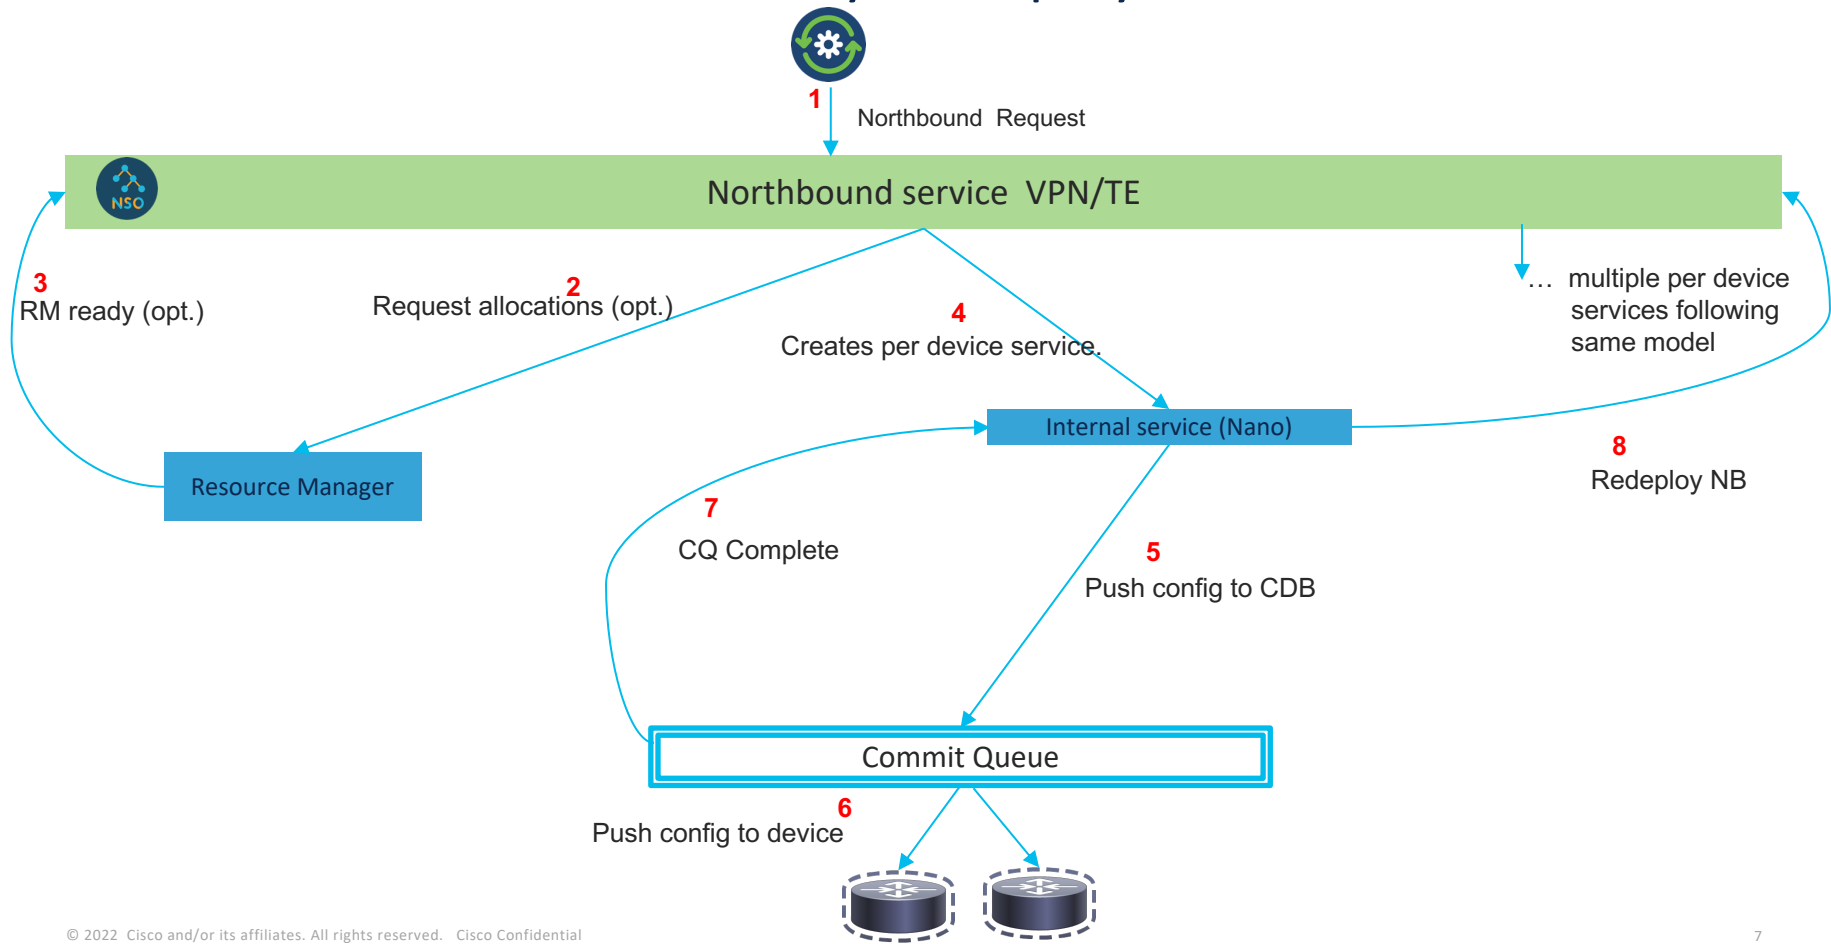 1
Northbound Request
NSO
Northbound service VPN/TE
3
RM ready (opt.)
2
Request allocations (opt.)
4
Creates per device service.
… multiple per device
services following
same model
Internal service (Nano)
8
Redeploy NB
Resource Manager
7
CQ Complete
5
Push config to CDB
Commit Queue
6
Push config to device
© 2022 Cisco and/or its affiliates. All rights reserved. Cisco Confidential
7